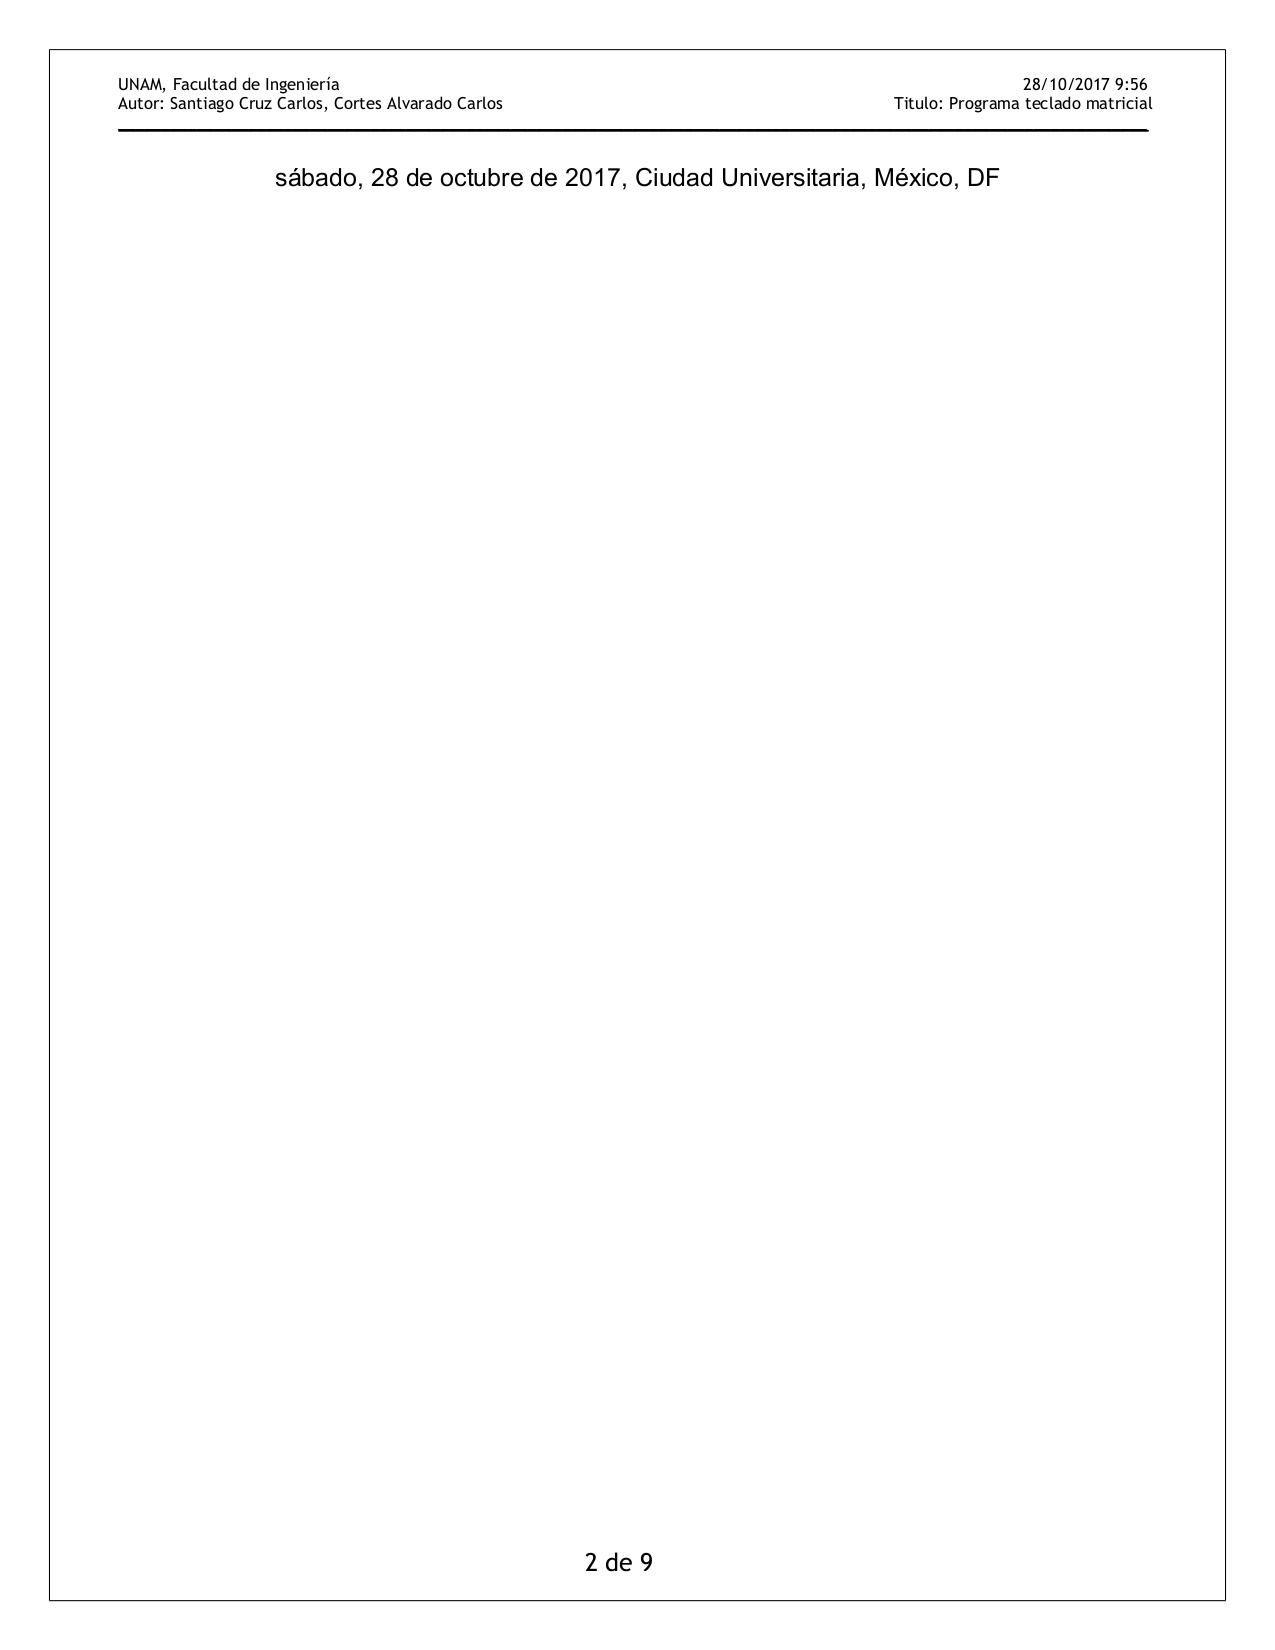 UNAM, Facultad de Ingeniería 28/10/2017 9:56
Autor: Santiago Cruz Carlos, Cortes Alvarado Carlos Titulo: Programa teclado matricial
sábado, 28 de octubre de 2017, Ciudad Universitaria, México, DF
2 de 9